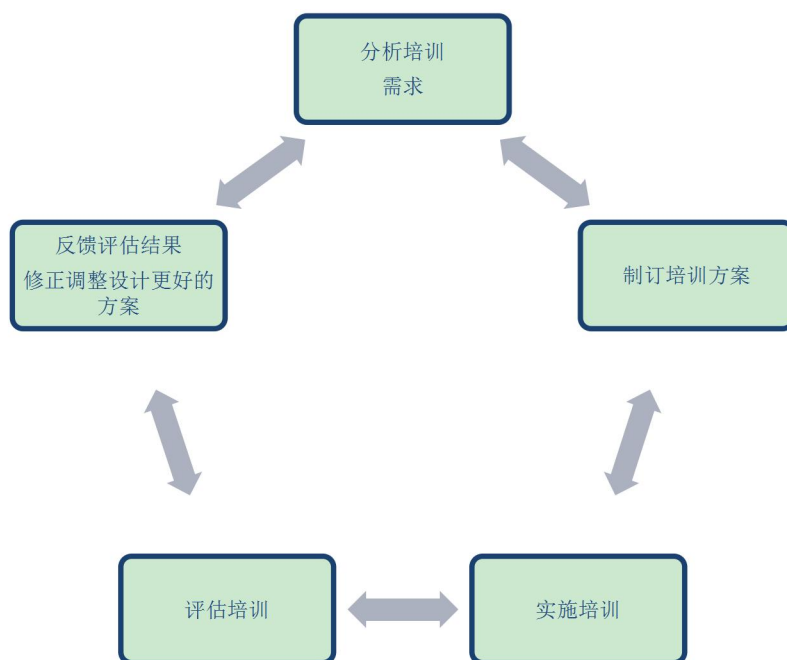 分析培训
需求
制订培训方案
实施培训
评估培训
反馈评估结果
修正调整设计更好的
方案